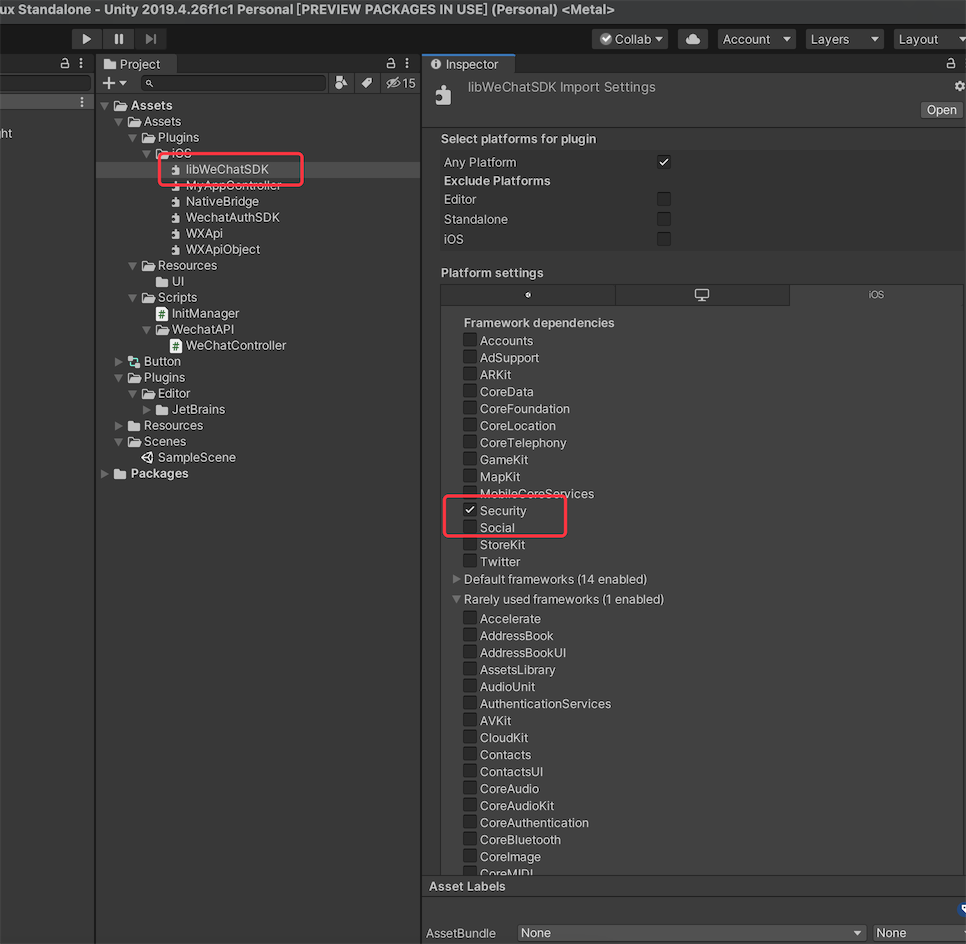 ux Standalone - Unity 2019.4.26f1c1 Personal [PREVIEW PACKAGES IN USE] (Personal) <Metal>
Collab
Account
Layers
Layout
Project
15
ht
Assets
Assets
Plugins
iOS
libWeChatSDK
MyAppController
NativeBridge
WechatAuthSDK
WXApi
WXApiObject
Resources
UI
Scripts
InitManager
WechatAPI
WeChatController
Button
Plugins
Editor
JetBrains
Resources
Scenes
SampleScene
Packages
Inspector
libWeChatSDK Import Settings
Open
Select platforms for plugin
Any Platform
Exclude Platforms
Editor
Standalone
iOS
Platform settings
iOS
Framework dependencies
Accounts
AdSupport
ARKit
CoreData
CoreFoundation
CoreLocation
CoreTelephony
GameKit
MapKit
MobileCoreServices
Security
Social
StoreKit
Twitter
Default frameworks (14 enabled)
Rarely used frameworks (1 enabled)
Accelerate
AddressBook
AddressBookUI
AssetsLibrary
AudioUnit
AuthenticationServices
AVKit
CloudKit
Contacts
ContactsUI
CoreAudio
CoreAudioKit
CoreAuthentication
CoreBluetooth
CoreImage
CoreMIDI
Asset Labels
AssetBundle None None